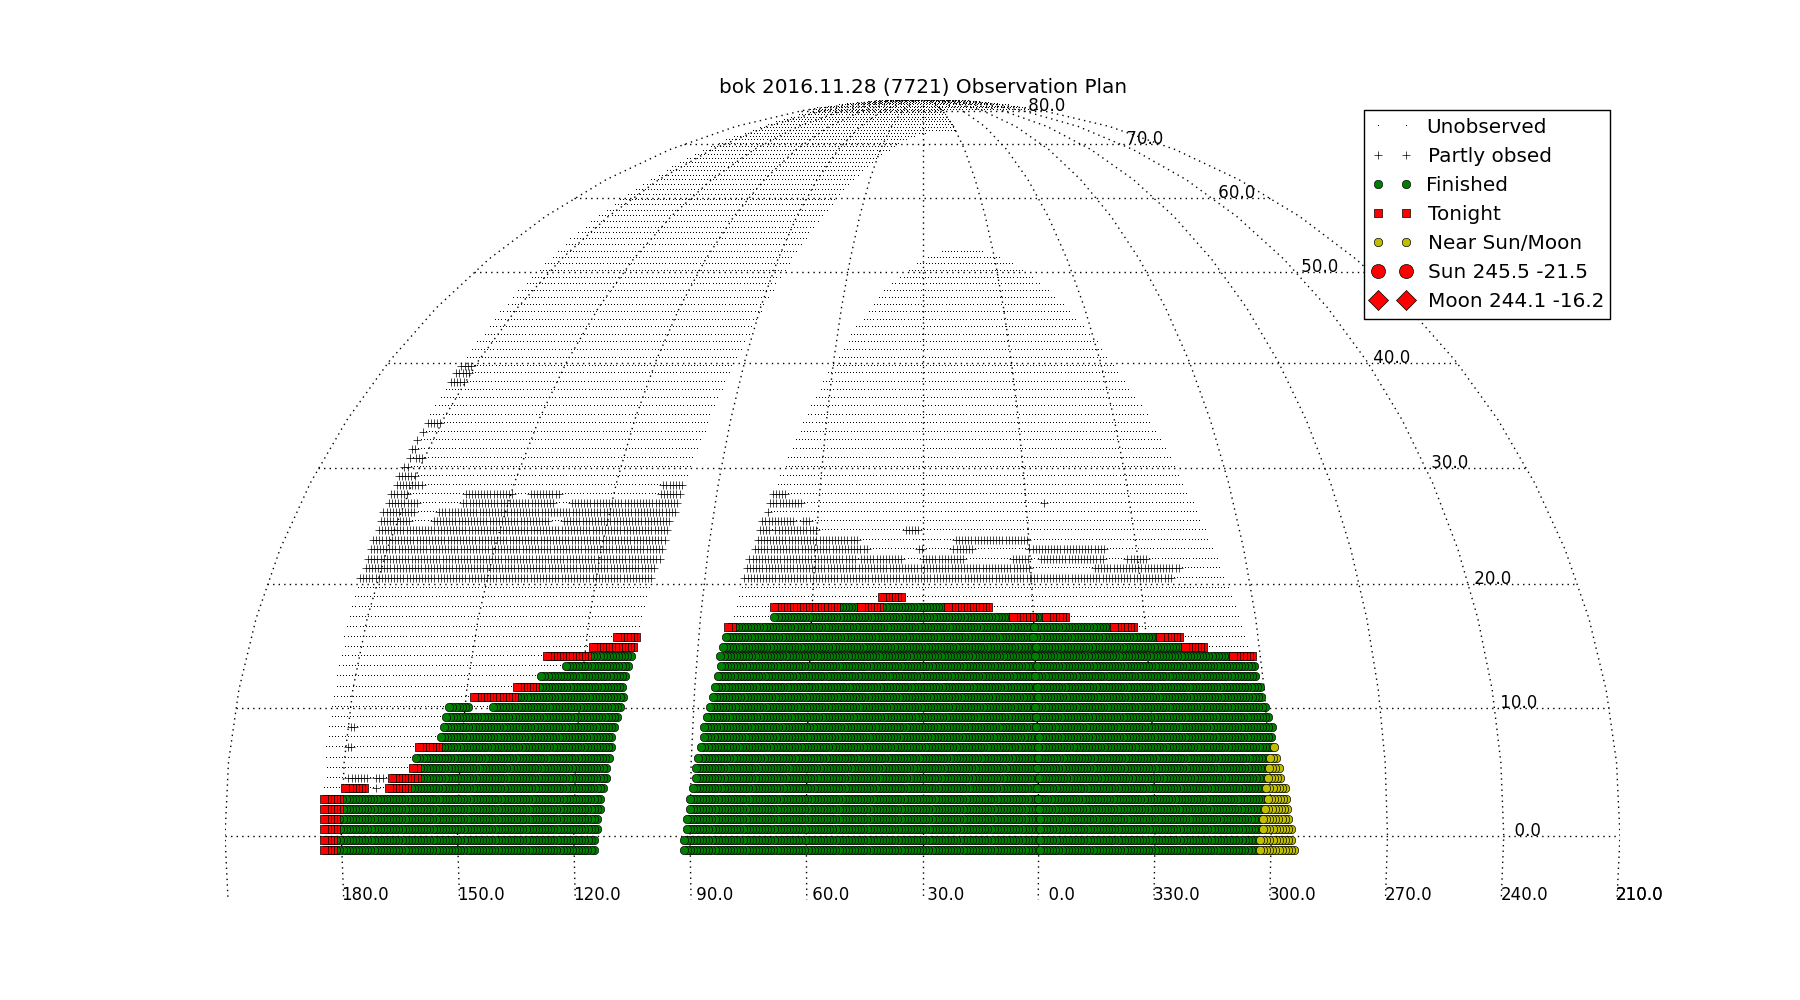 bok 2016.11.28 (7721) Observation Plan
80.0
70.0
60.0
50.0
40.0
30.0
20.0
10.0
0.0
Unobserved
Partly obsed
Finished
Tonight
Near Sun/Moon
Sun 245.5 -21.5
Moon 244.1 -16.2
180.0 150.0 120.0 90.0 60.0 30.0 0.0 330.0 300.0 270.0 240.0 210.0